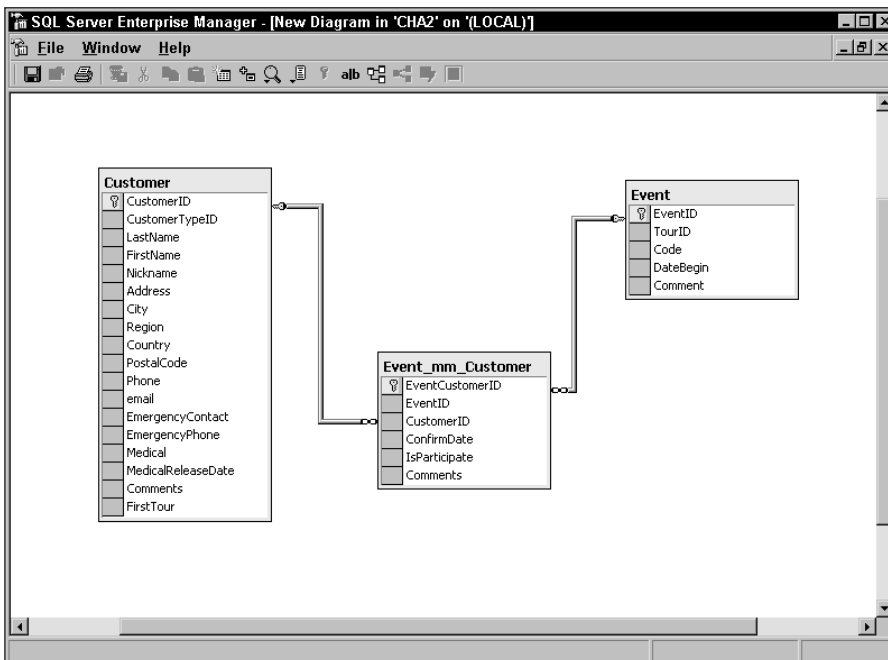 SQL Server Enterprise Manager - [New Diagram in 'CHA2' on '(LOCAL)']
File Window Help
a|b
Customer
CustomerID
CustomerTypeID
LastName
FirstName
Nickname
Address
City
Region
Country
PostalCode
Phone
email
EmergencyContact
EmergencyPhone
Medical
MedicalReleaseDate
Comments
FirstTour
Event_mm_Customer
EventCustomerID
EventID
CustomerID
ConfirmDate
IsParticipate
Comments
Event
EventID
TourID
Code
DateBegin
Comment